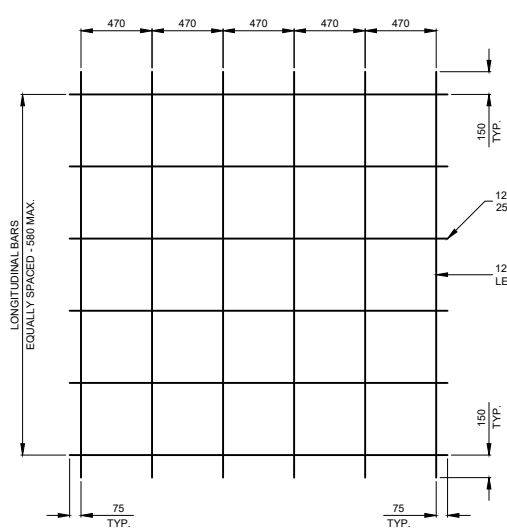 470 470 470 470 470
150
TYP.
12
25
12
LE
LONGITUDINAL BARS
EQUALLY SPACED - 580 MAX.
150
TYP.
75
TYP.
75
TYP.